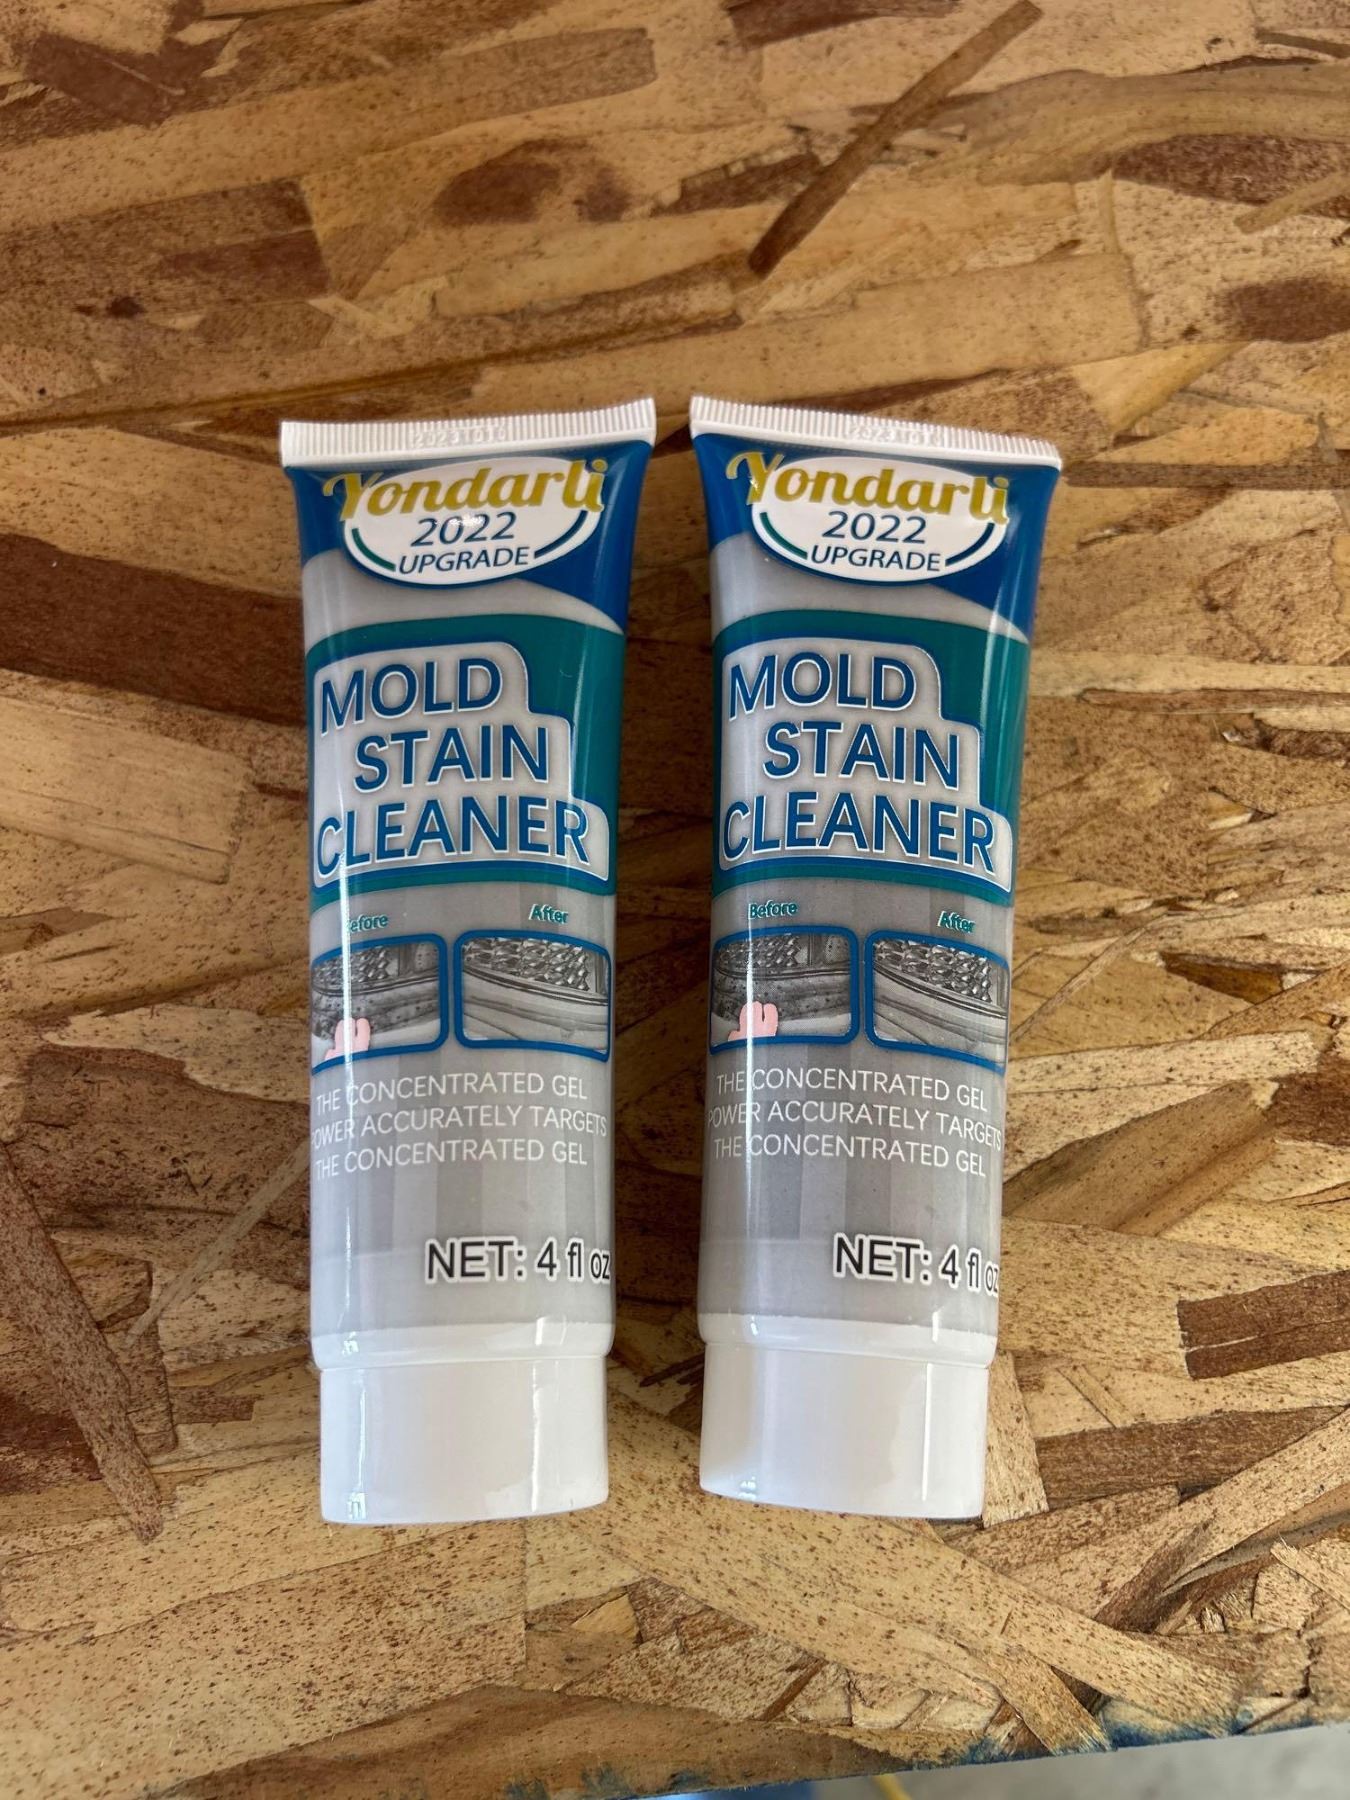 Yondarli
2022
UPGRADE
MOLD
STAIN
CLEANER
Before
After
THE CONCENTRATED GEL
POWER ACCURATELY TARGETS
THE CONCENTRATED GEL
NET: 4 fl oz
Yondarli
2022
UPGRADE
MOLD
STAIN
CLEANER
Before
After
THE CONCENTRATED GEL
POWER ACCURATELY TARGETS
THE CONCENTRATED GEL
NET: 4 fl oz